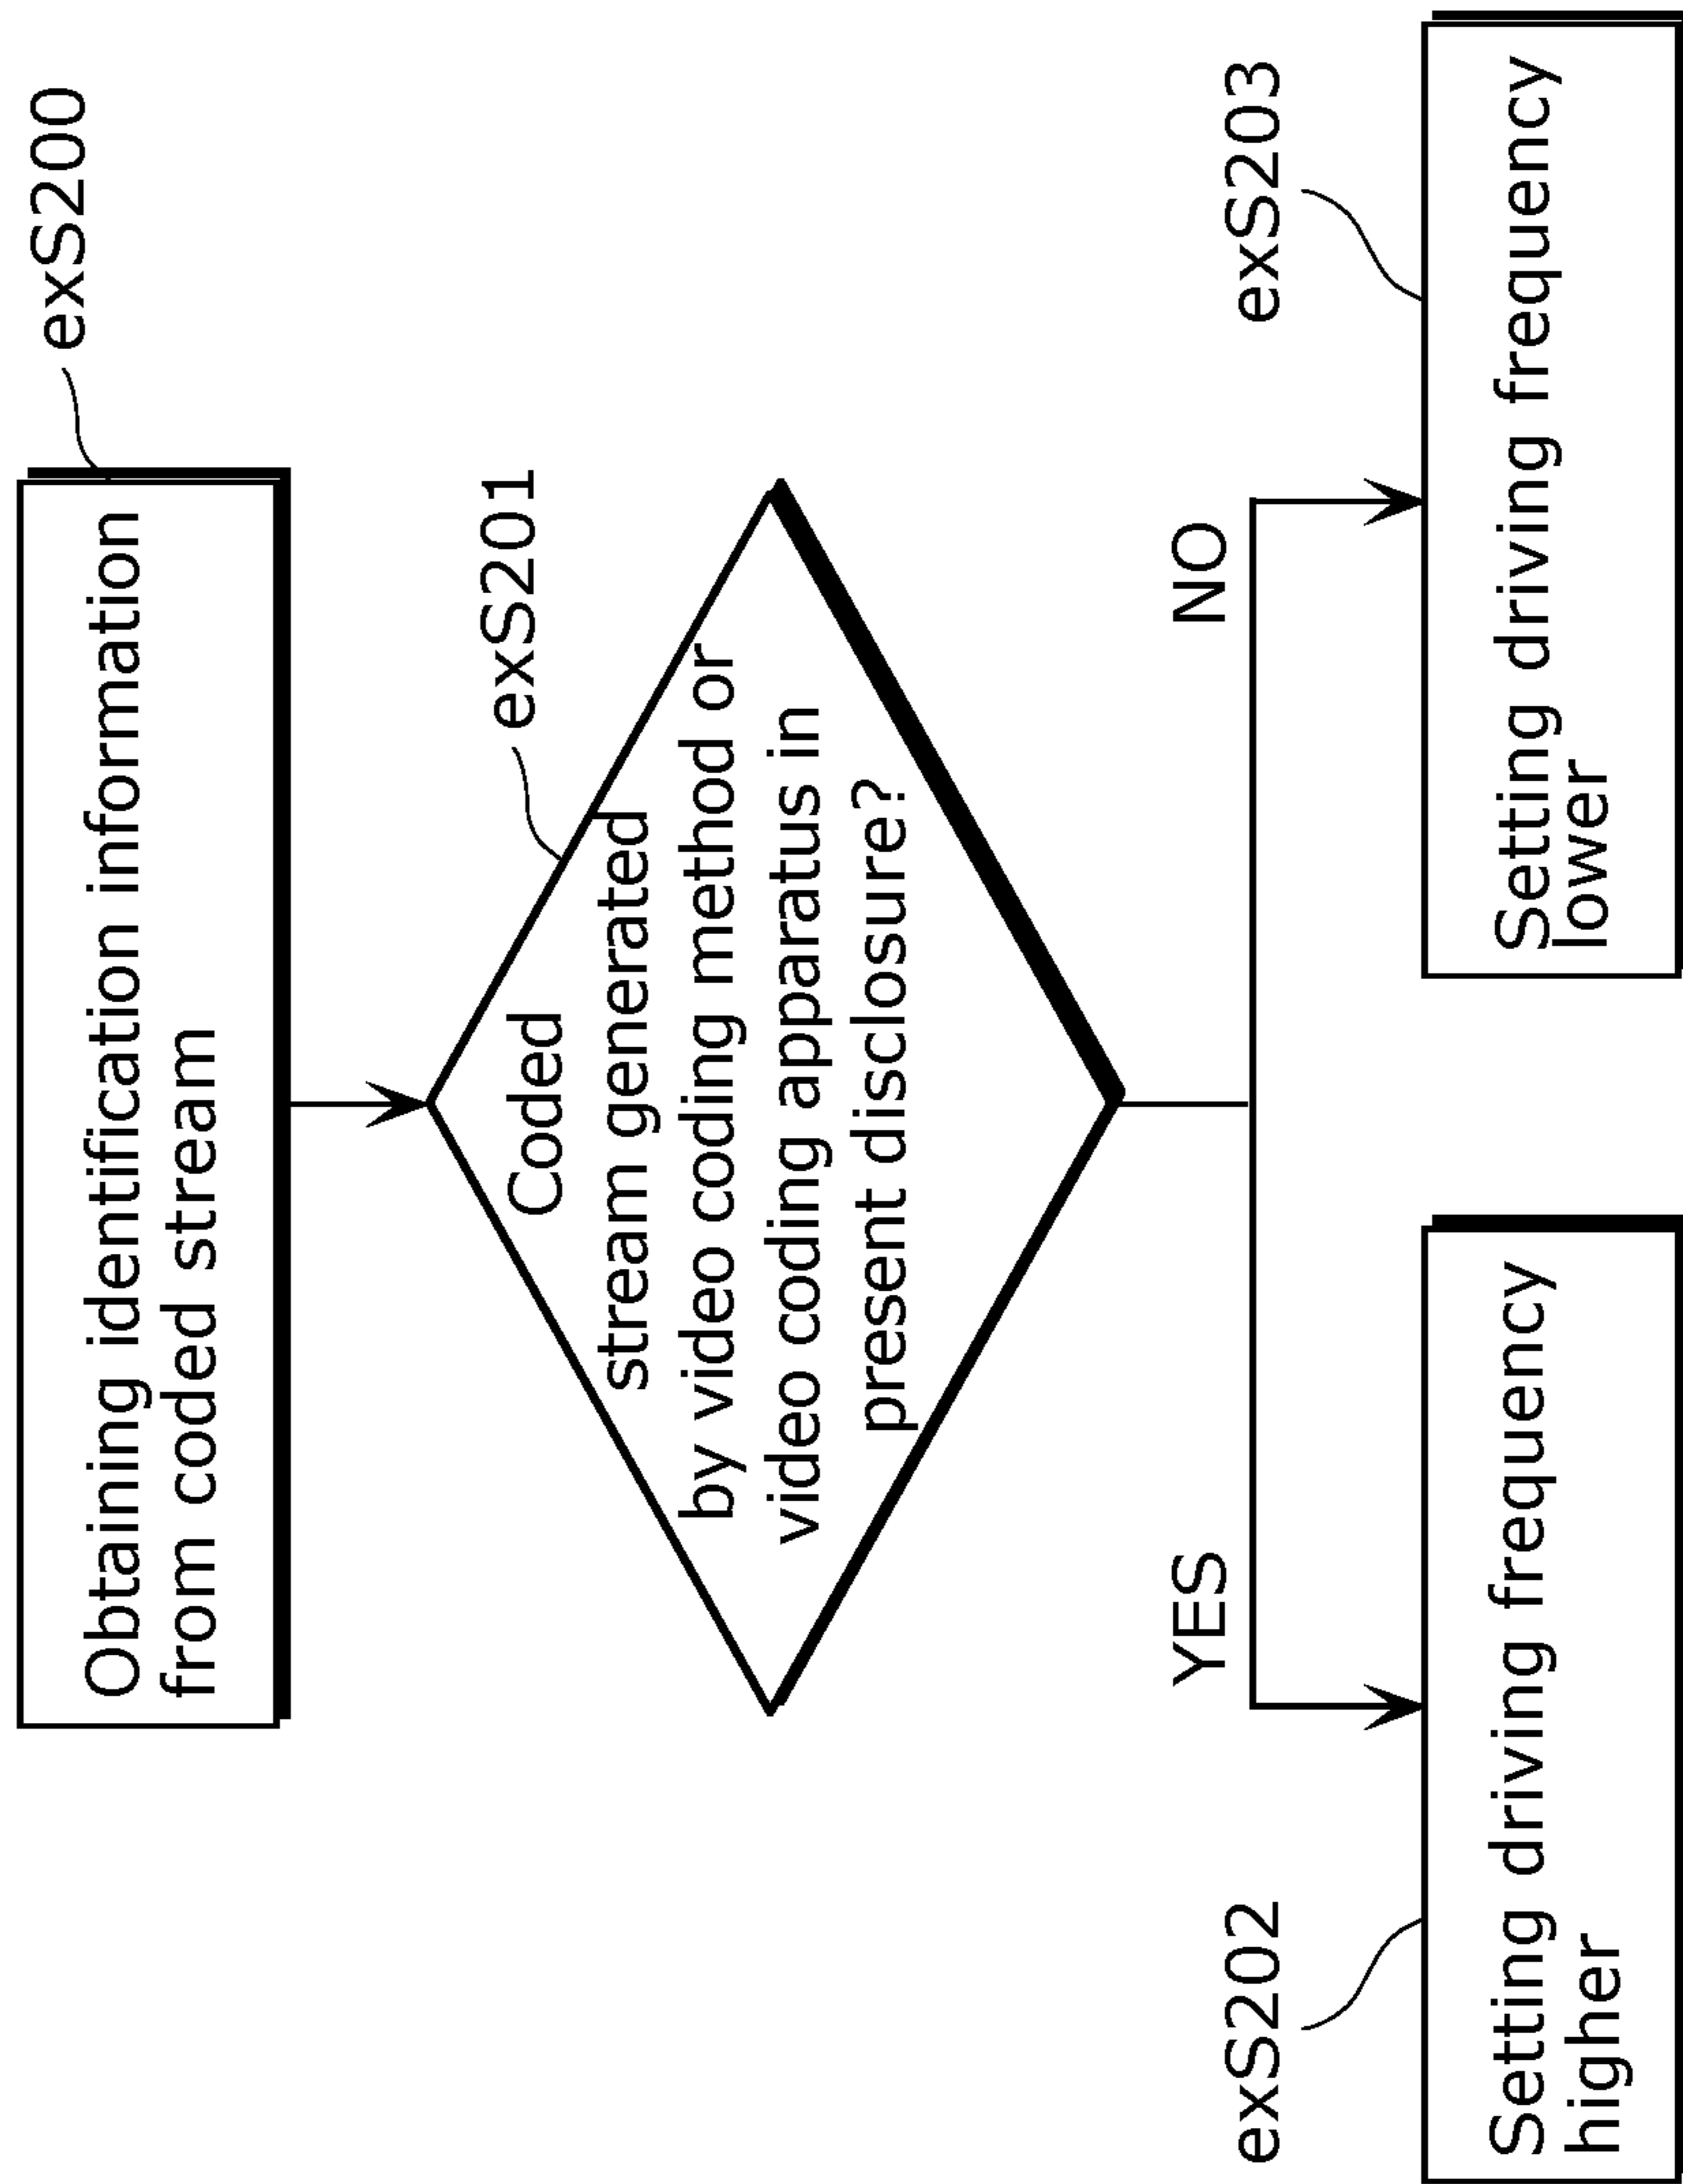 exS200
Obtaining identification information
from coded stream
exS201
Coded
stream generated
by video coding method or
video coding apparatus in
present disclosure?
YES
NO
exS202
exS203
Setting driving frequency
higher
Setting driving frequency
lower